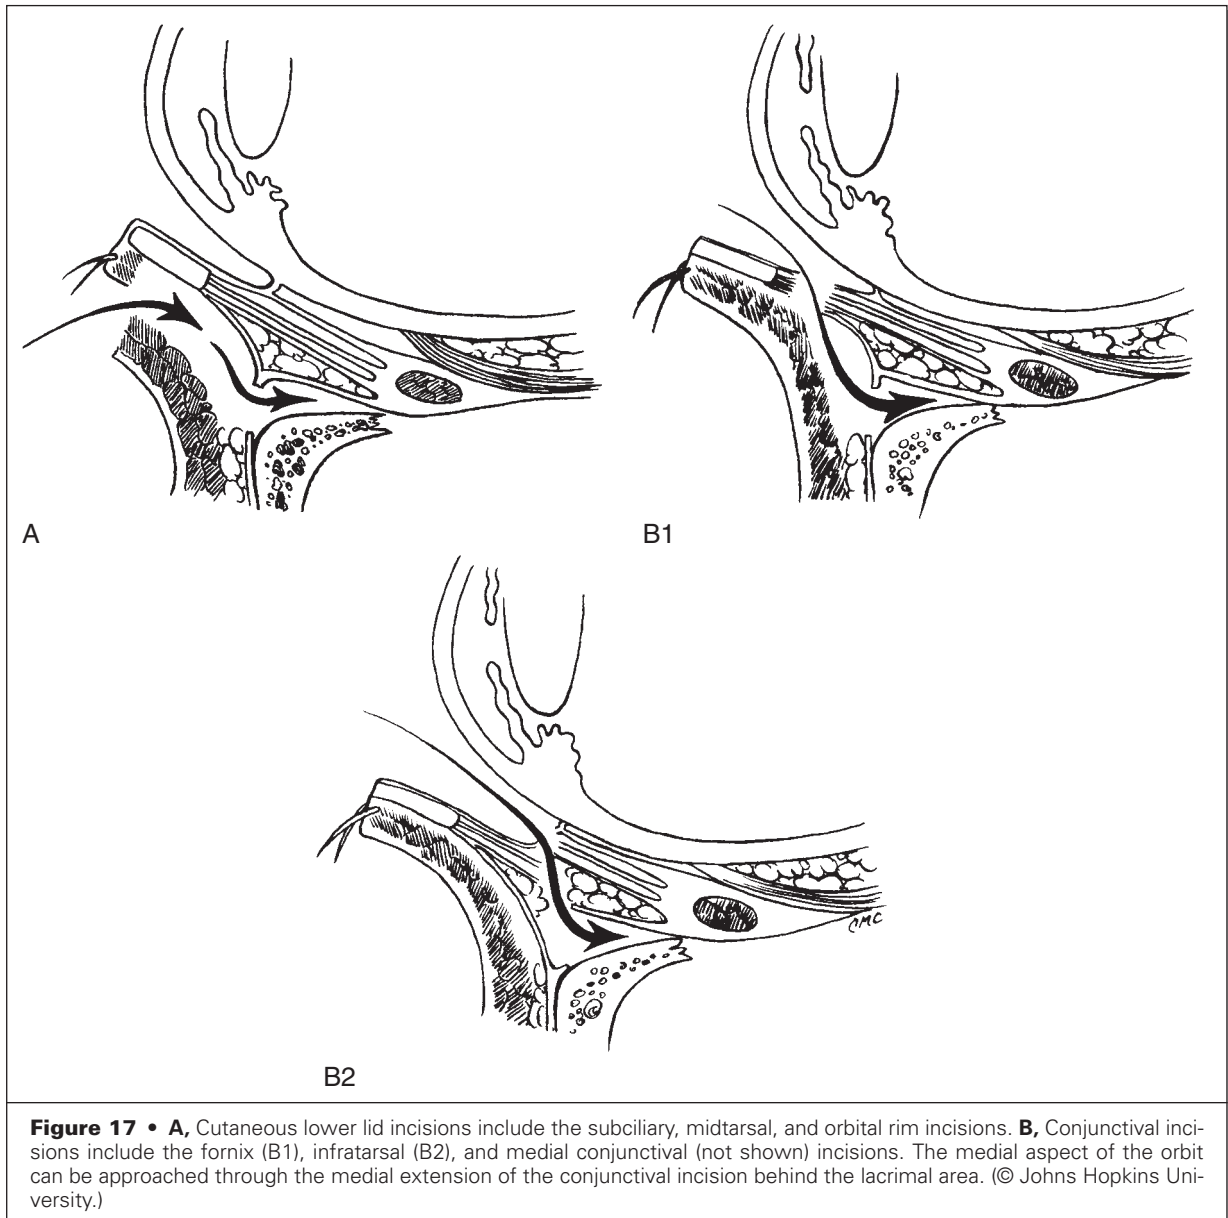 A
B1
CMC
B2
Figure 17 • A, Cutaneous lower lid incisions include the subciliary, midtarsal, and orbital rim incisions. B, Conjunctival inci-
sions include the fornix (B1), infratarsal (B2), and medial conjunctival (not shown) incisions. The medial aspect of the orbit
can be approached through the medial extension of the conjunctival incision behind the lacrimal area. (© Johns Hopkins Uni-
versity.)